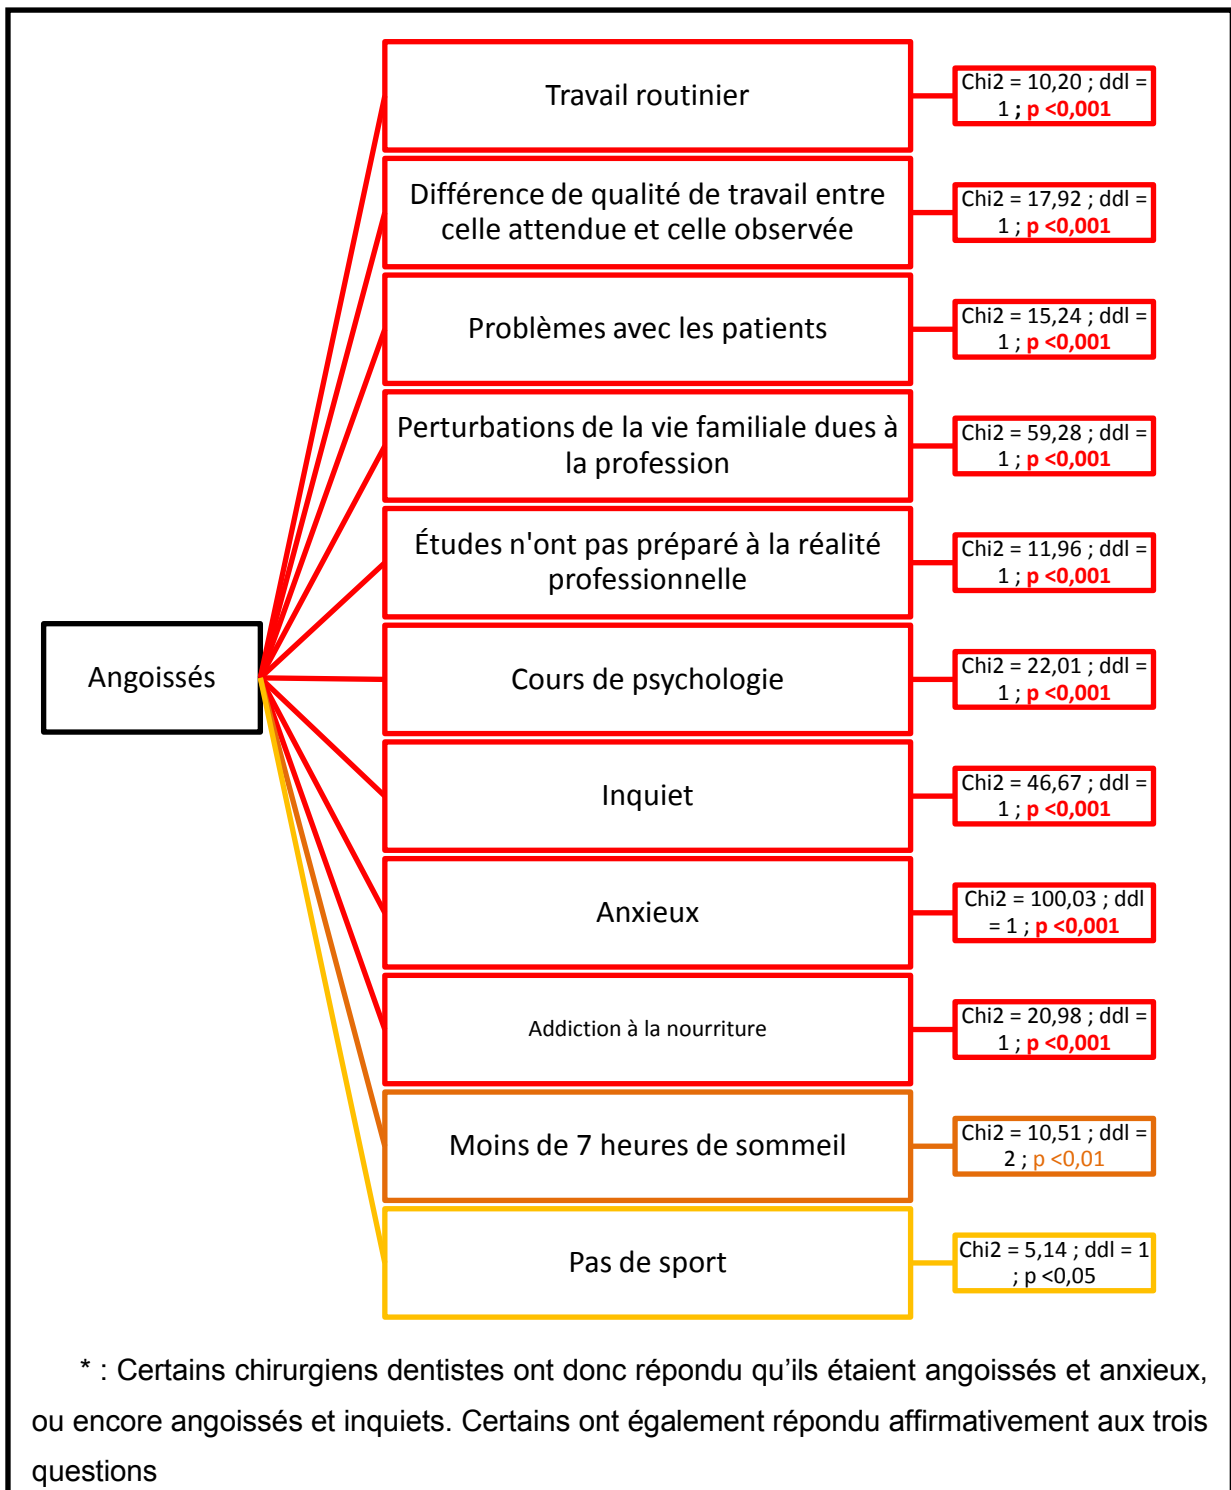 Travail routinier
Chi2 = 10,20 ; ddl =
1 ; p <0,001
Différence de qualité de travail entre
celle attendue et celle observée
Chi2 = 17,92 ; ddl =
1 ; p <0,001
Problèmes avec les patients
Chi2 = 15,24 ; ddl =
1 ; p <0,001
Perturbations de la vie familiale dues à
la profession
Chi2 = 59,28 ; ddl =
1 ; p <0,001
Études n'ont pas préparé à la réalité
professionnelle
Chi2 = 11,96 ; ddl =
1 ; p <0,001
Angoissés
Cours de psychologie
Chi2 = 22,01 ; ddl =
1 ; p <0,001
Inquiet
Chi2 = 46,67 ; ddl =
1 ; p <0,001
Anxieux
Chi2 = 100,03 ; ddl
= 1 ; p <0,001
Addiction à la nourriture
Chi2 = 20,98 ; ddl =
1 ; p <0,001
Moins de 7 heures de sommeil
Chi2 = 10,51 ; ddl =
2 ; p <0,01
Pas de sport
Chi2 = 5,14 ; ddl = 1
; p <0,05
* : Certains chirurgiens dentistes ont donc répondu qu’ils étaient angoissés et anxieux,
ou encore angoissés et inquiets. Certains ont également répondu affirmativement aux trois
questions